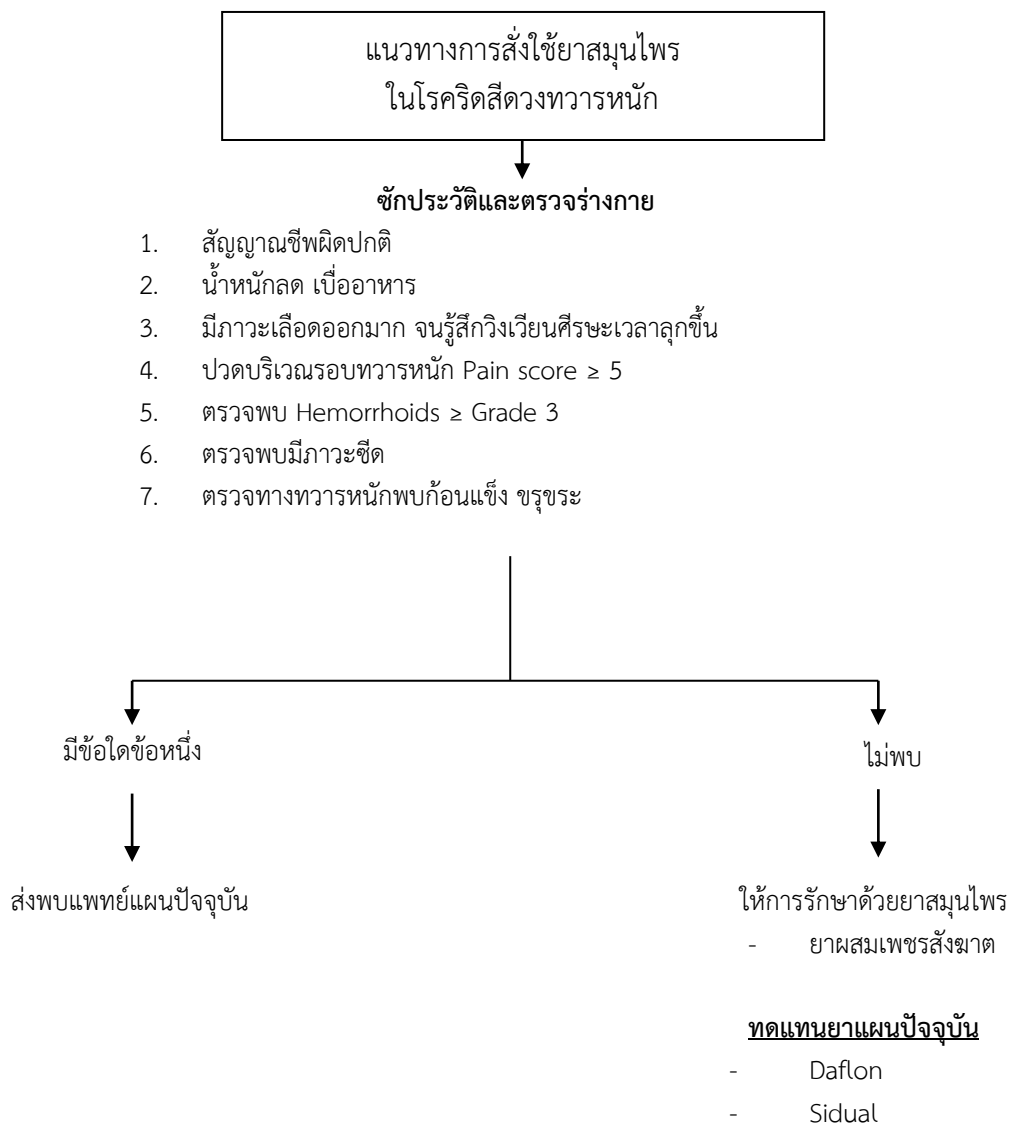 แนวทางการสั่งใช้ยาสมุนไพร
ในโรคริดสีดวงทวารหนัก
ซักประวัติและตรวจร่างกาย
1. สัญญาณชีพผิดปกติ
2. น้ำหนักลด เบื่ออาหาร
3. มีภาวะเลือดออกมาก จนรู้สึกวิงเวียนศีรษะเวลาลุกขึ้น
4. ปวดบริเวณรอบทวารหนัก Pain score ≥ 5
5. ตรวจพบ Hemorrhoids ≥ Grade 3
6. ตรวจพบมีภาวะซีด
7. ตรวจทางทวารหนักพบก้อนแข็ง ขรุขระ
มีข้อใดข้อหนึ่ง
ไม่พบ
ส่งพบแพทย์แผนปัจจุบัน
ให้การรักษาด้วยยาสมุนไพร
- ยาผสมเพชรสังฆาต
ทดแทนยาแผนปัจจุบัน
- Daflon
- Sidual